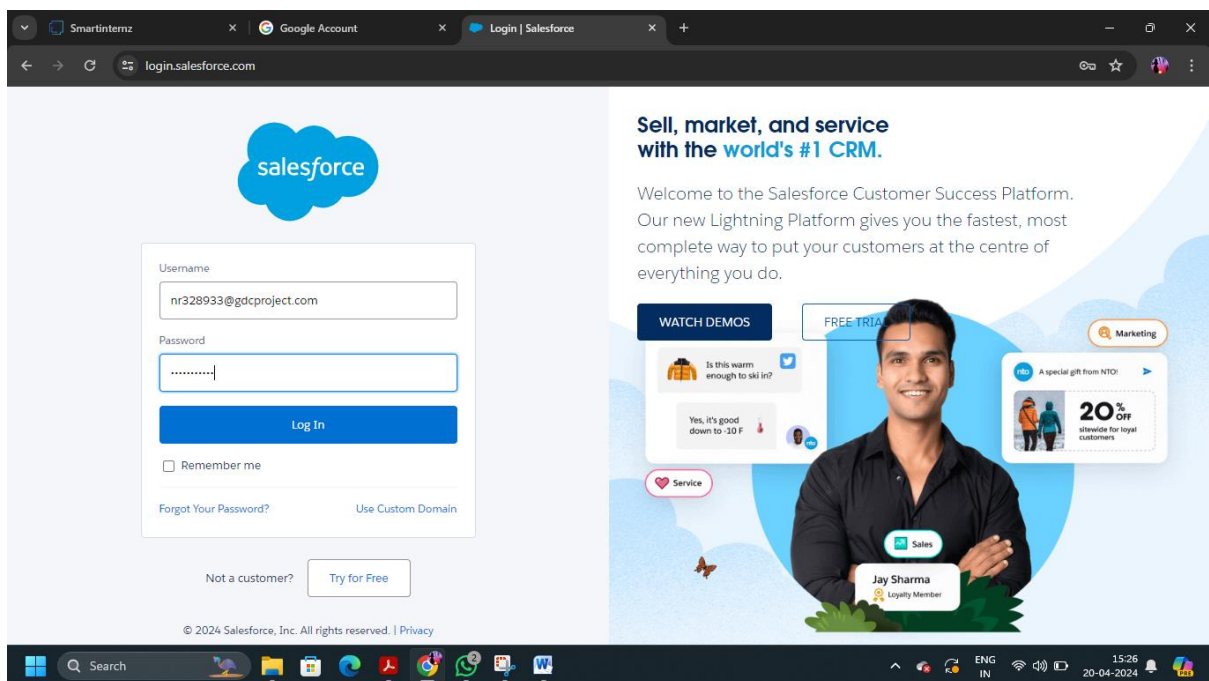 Smartinternz
Google Account
Login | Salesforce
login.salesforce.com
salesforce
Username
nr328933@gdcproject.com
Password
Log In
Remember me
Forgot Your Password? Use Custom Domain
Not a customer? Try for Free
© 2024 Salesforce, Inc. All rights reserved. | Privacy
Sell, market, and service
with the world's #1 CRM.
Welcome to the Salesforce Customer Success Platform.
Our new Lightning Platform gives you the fastest, most
complete way to put your customers at the centre of
everything you do.
WATCH DEMOS
FREE TRIA
Marketing
Is this warm
enough to ski in?
Yes, it's good
down to -10 F
nto
Service
nto A special gift from NTO!
20% OFF
sitewide for loyal
customers
Sales
Jay Sharma
Loyalty Member
Search
2
W
ENG
IN
15:26
20-04-2024
PRE